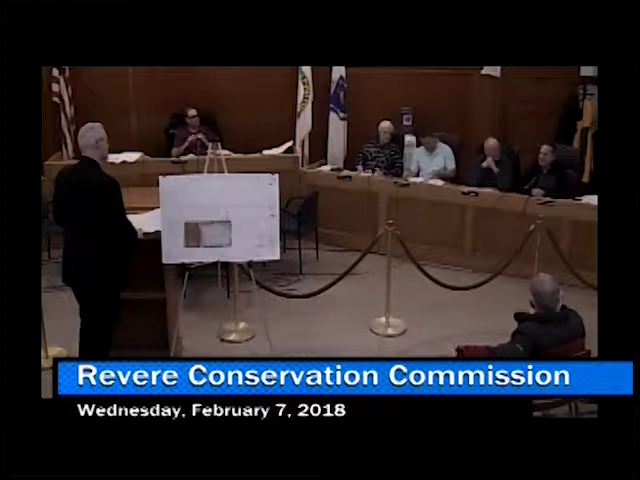 Revere Conservation Commission
Wednesday, February 7, 2018